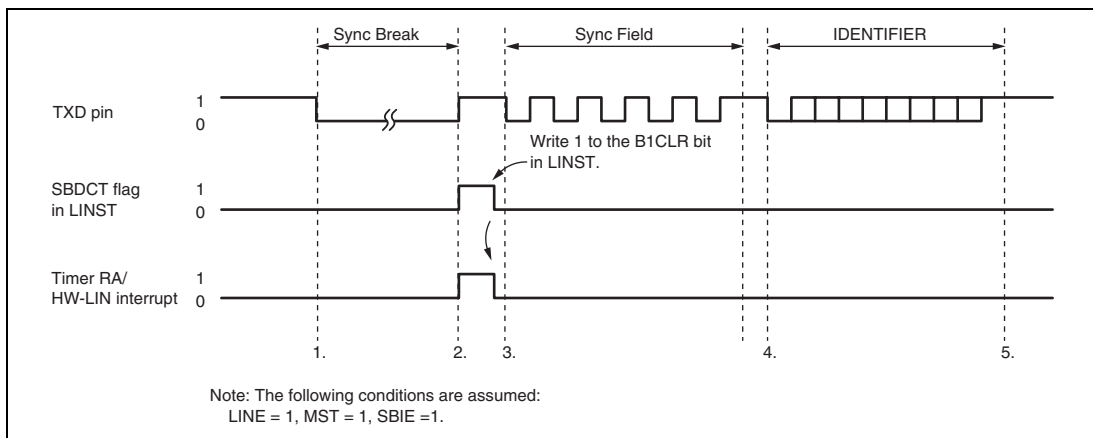 Sync Break
Sync Field
IDENTIFIER
TXD pin
1
0
Write 1 to the B1CLR bit
in LINST.
SBDCT flag
in LINST
1
0
Timer RA/
HW-LIN interrupt
1
0
1.
2.
3.
4.
5.
Note: The following conditions are assumed:
LINE = 1, MST = 1, SBIE =1.